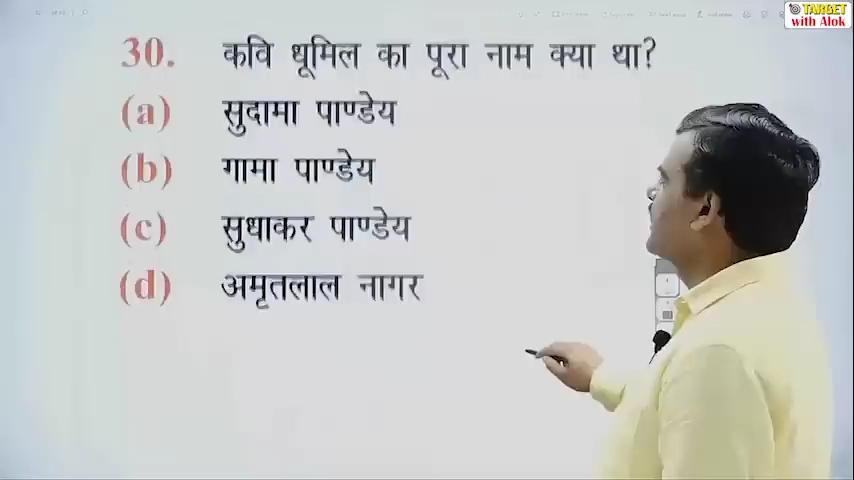 TARGET
with Alok
30. कवि धूमिल का पूरा नाम क्या था?
(a) सुदामा पाण्डेय
(b) गामा पाण्डेय
(c) सुधाकर पाण्डेय
(d) अमृतलाल नागर